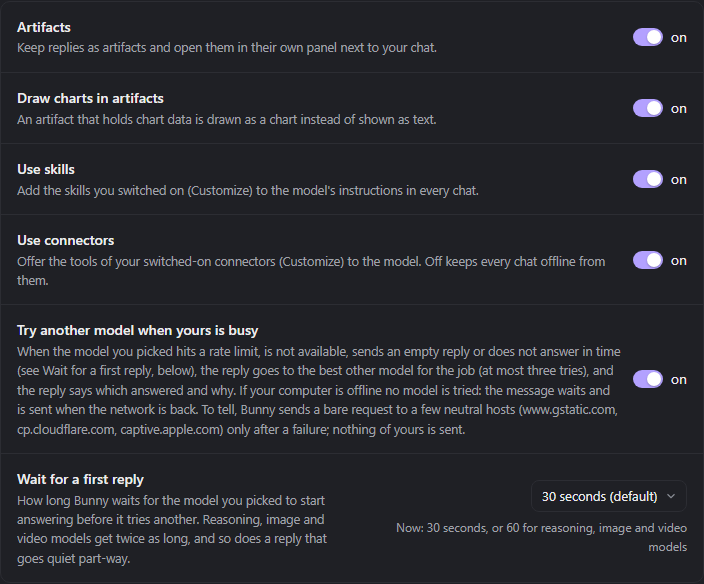 Artifacts
Keep replies as artifacts and open them in their own panel next to your chat.
on
Draw charts in artifacts
An artifact that holds chart data is drawn as a chart instead of shown as text.
on
Use skills
Add the skills you switched on (Customize) to the model's instructions in every chat.
on
Use connectors
Offer the tools of your switched-on connectors (Customize) to the model. Off keeps every chat offline from
them.
on
Try another model when yours is busy
When the model you picked hits a rate limit, is not available, sends an empty reply or does not answer in time
(see Wait for a first reply, below), the reply goes to the best other model for the job (at most three tries), and
the reply says which answered and why. If your computer is offline no model is tried: the message waits and
is sent when the network is back. To tell, Bunny sends a bare request to a few neutral hosts (www.gstatic.com,
cp.cloudflare.com, captive.apple.com) only after a failure; nothing of yours is sent.
on
Wait for a first reply
How long Bunny waits for the model you picked to start
answering before it tries another. Reasoning, image and
video models get twice as long, and so does a reply that
goes quiet part-way.
30 seconds (default)
Now: 30 seconds, or 60 for reasoning, image and video
models